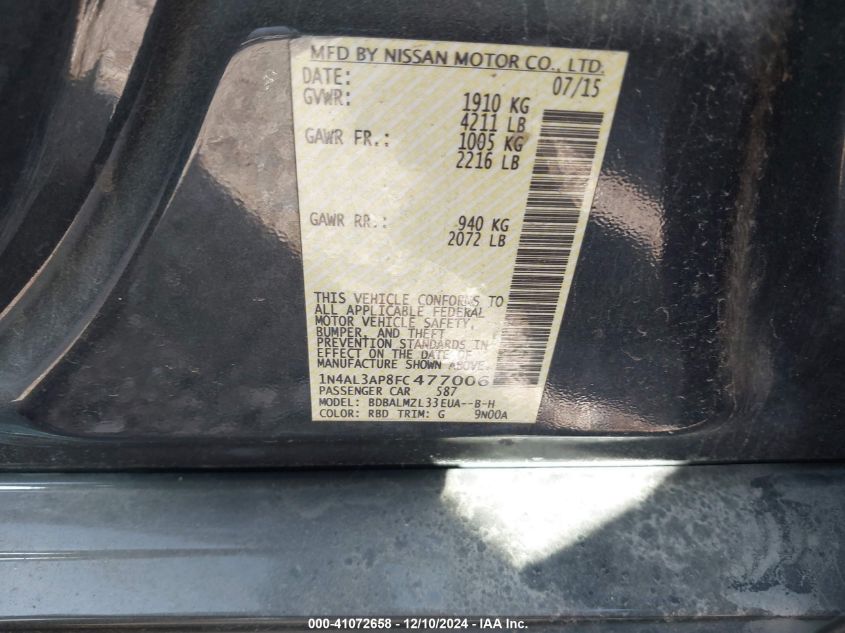 MFD BY NISSAN MOTOR CO., LTD.
DATE: 07/15
GVWR: 1910 KG
4211 LB
GAWR FR.: 1005 KG
2216 LB
GAWR RR.: 940 KG
2072 LB
THIS VEHICLE CONFORMS TO
ALL APPLICABLE FEDERAL
MOTOR VEHICLE SAFETY,
BUMPER, AND THEFT
PREVENTION STANDARDS IN
EFFECT ON THE DATE OF
MANUFACTURE SHOWN ABOVE.
1N4AL3AP8FC477006
PASSENGER CAR 587
MODEL: BDBALMZL33EUA--B-H
COLOR: RBD TRIM: G 9N00A
000-41072658 - 12/10/2024 - IAA Inc.